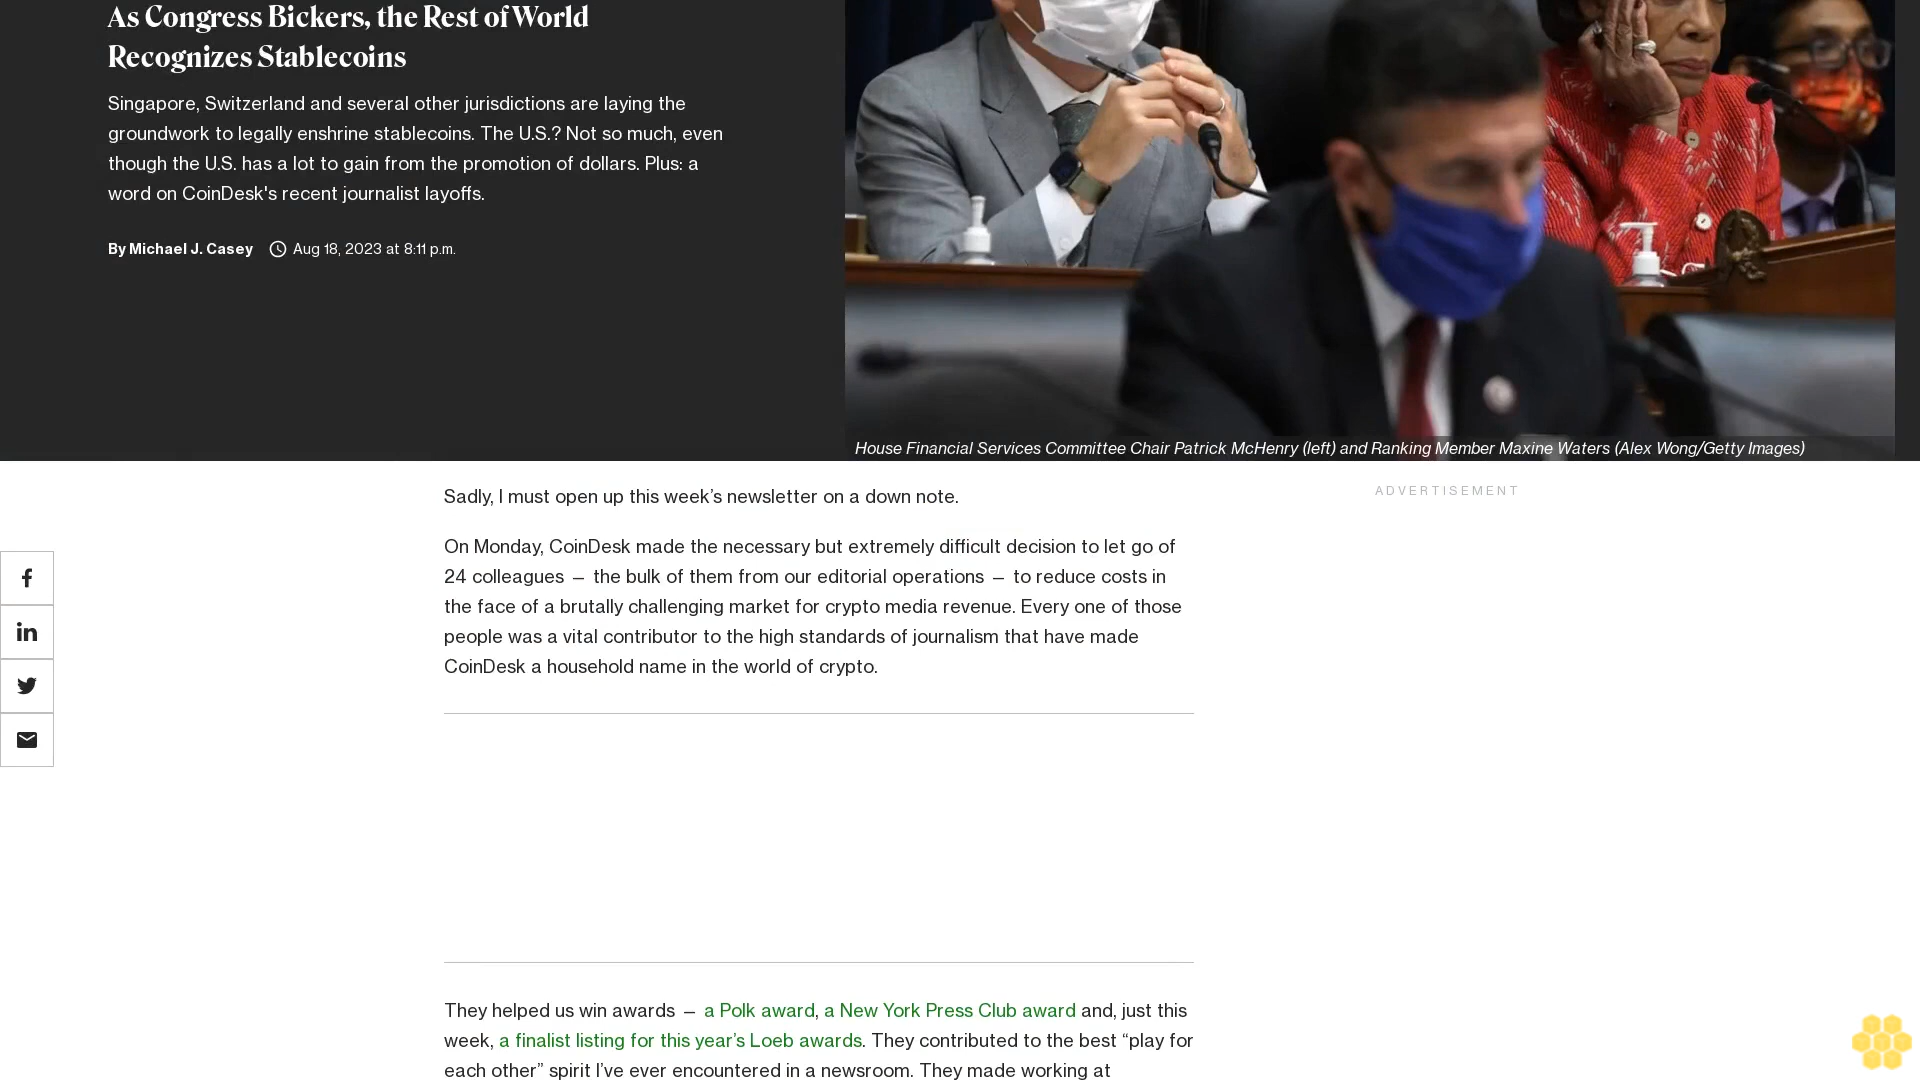 As Congress Bickers, the Rest of World
Recognizes Stablecoins
Singapore, Switzerland and several other jurisdictions are laying the
groundwork to legally enshrine stablecoins. The U.S.? Not so much, even
though the U.S. has a lot to gain from the promotion of dollars. Plus: a
word on CoinDesk's recent journalist layoffs.
By Michael J. Casey Aug 18, 2023 at 8:11 p.m.
House Financial Services Committee Chair Patrick McHenry (left) and Ranking Member Maxine Waters (Alex Wong/Getty Images)
Sadly, I must open up this week’s newsletter on a down note.
ADVERTISEMENT
On Monday, CoinDesk made the necessary but extremely difficult decision to let go of
24 colleagues — the bulk of them from our editorial operations — to reduce costs in
the face of a brutally challenging market for crypto media revenue. Every one of those
people was a vital contributor to the high standards of journalism that have made
CoinDesk a household name in the world of crypto.
They helped us win awards — a Polk award, a New York Press Club award and, just this
week, a finalist listing for this year’s Loeb awards. They contributed to the best “play for
each other” spirit I’ve ever encountered in a newsroom. They made working at